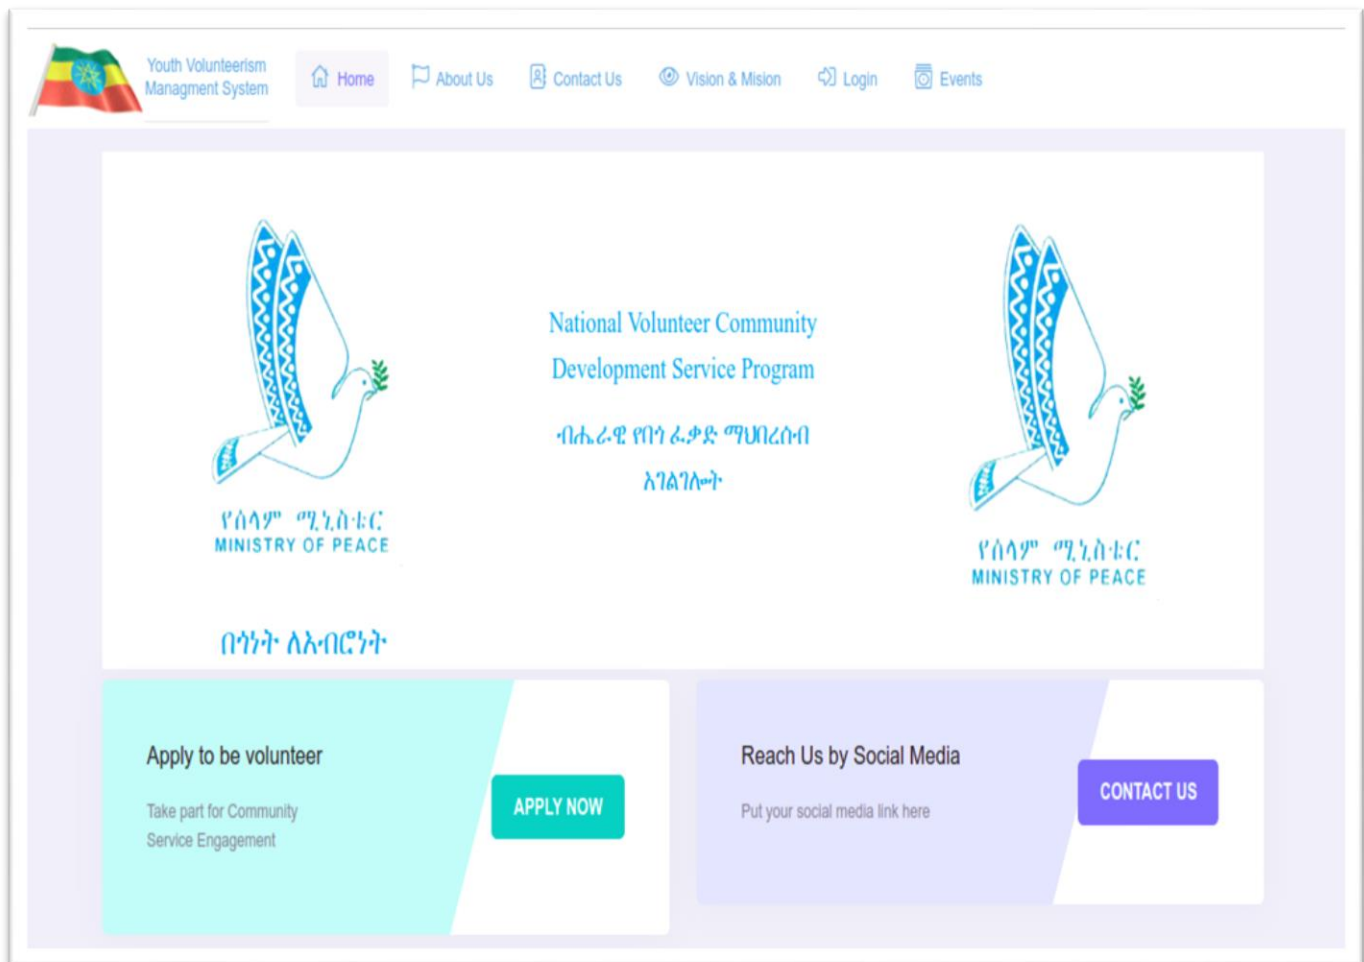 Youth Volunteerism
Managment System
Home
About Us
Contact Us
Vision & Mision
Login
Events
National Volunteer Community
Development Service Program
ብሔራዊ የበጎ ፈቃድ ማህበረሰብ
አገልገሎት
የሰላም ሚኒስቴር
MINISTRY OF PEACE
በጎነት ለአብሮነት
የሰላም ሚኒስቴር
MINISTRY OF PEACE
Apply to be volunteer
Take part for Community
Service Engagement
APPLY NOW
Reach Us by Social Media
Put your social media link here
CONTACT US